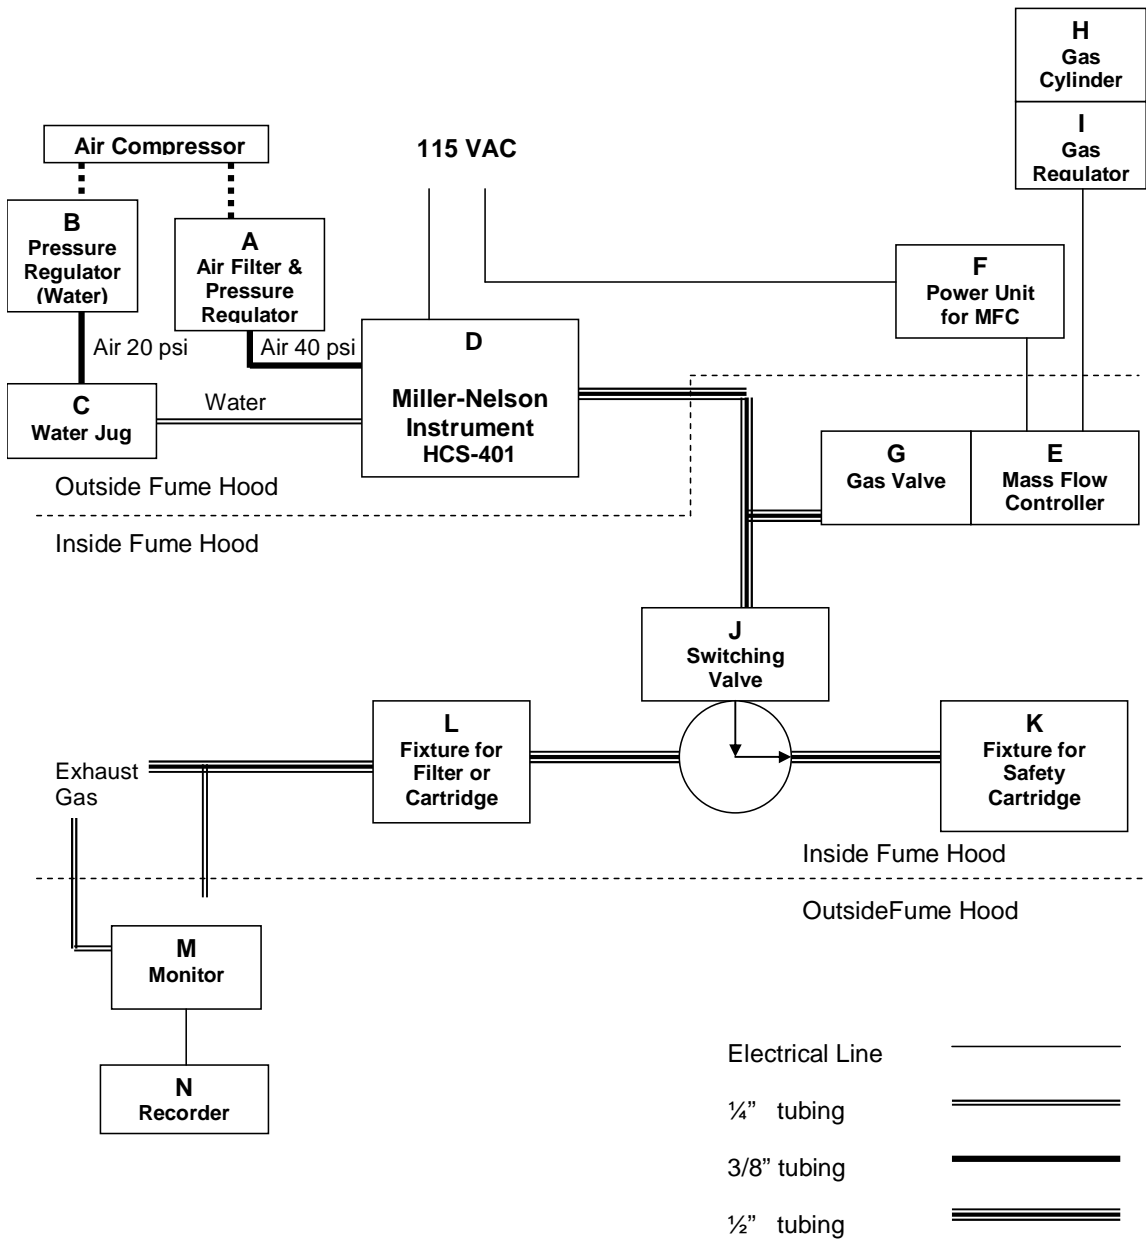 H
Gas
Cylinder
I
Gas
Regulator
Air Compressor
115 VAC
B
Pressure
Regulator
(Water)
A
Air Filter &
Pressure
Regulator
F
Power Unit
for MFC
Air 20 psi
Air 40 psi
D
Miller-Nelson
Instrument
HCS-401
C
Water Jug
Water
G
Gas Valve
E
Mass Flow
Controller
Outside Fume Hood
Inside Fume Hood
J
Switching
Valve
L
Fixture for
Filter or
Cartridge
K
Fixture for
Safety
Cartridge
Exhaust
Gas
Inside Fume Hood
OutsideFume Hood
M
Monitor
N
Recorder
Electrical Line
¼” tubing
3/8” tubing
½” tubing